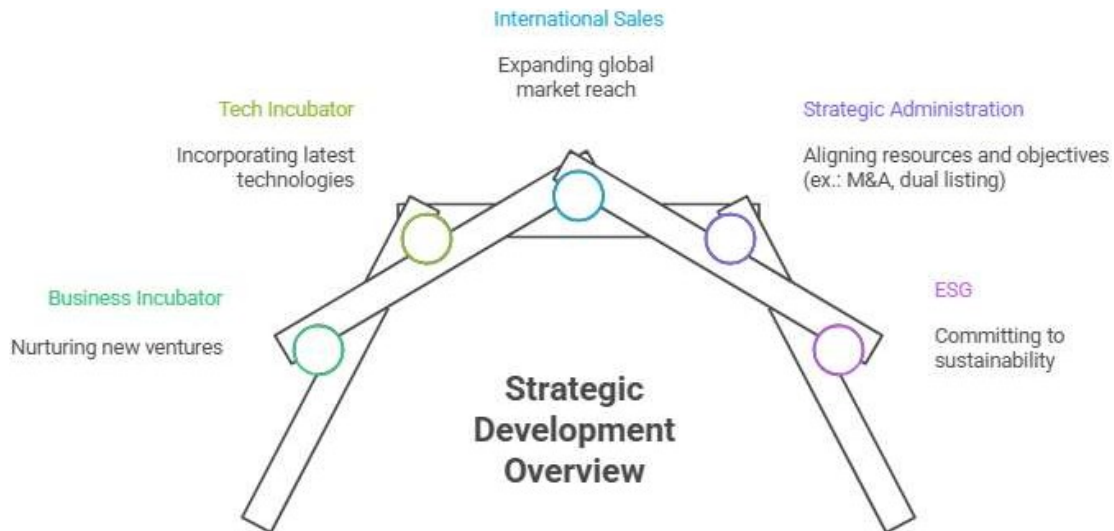 International Sales
Expanding global
market reach
Tech Incubator
Incorporating latest
technologies
Strategic Administration
Aligning resources and objectives
(ex.: M&A, dual listing)
Business Incubator
Nurturing new ventures
ESG
Committing to
sustainability
Strategic
Development
Overview